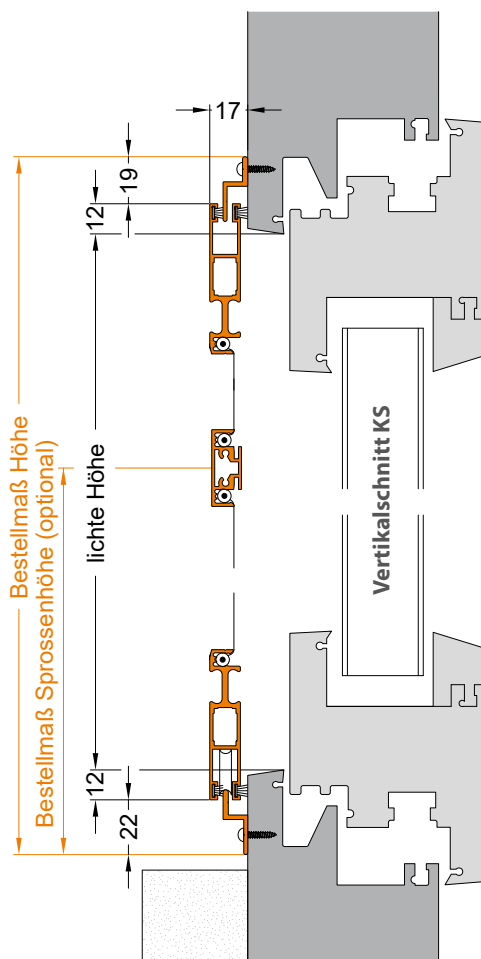 17
19
12
Bestellmaß Höhe
Bestellmaß Sprossenhöhe (optional)
lichte Höhe
Vertikalschnitt KS
12
22